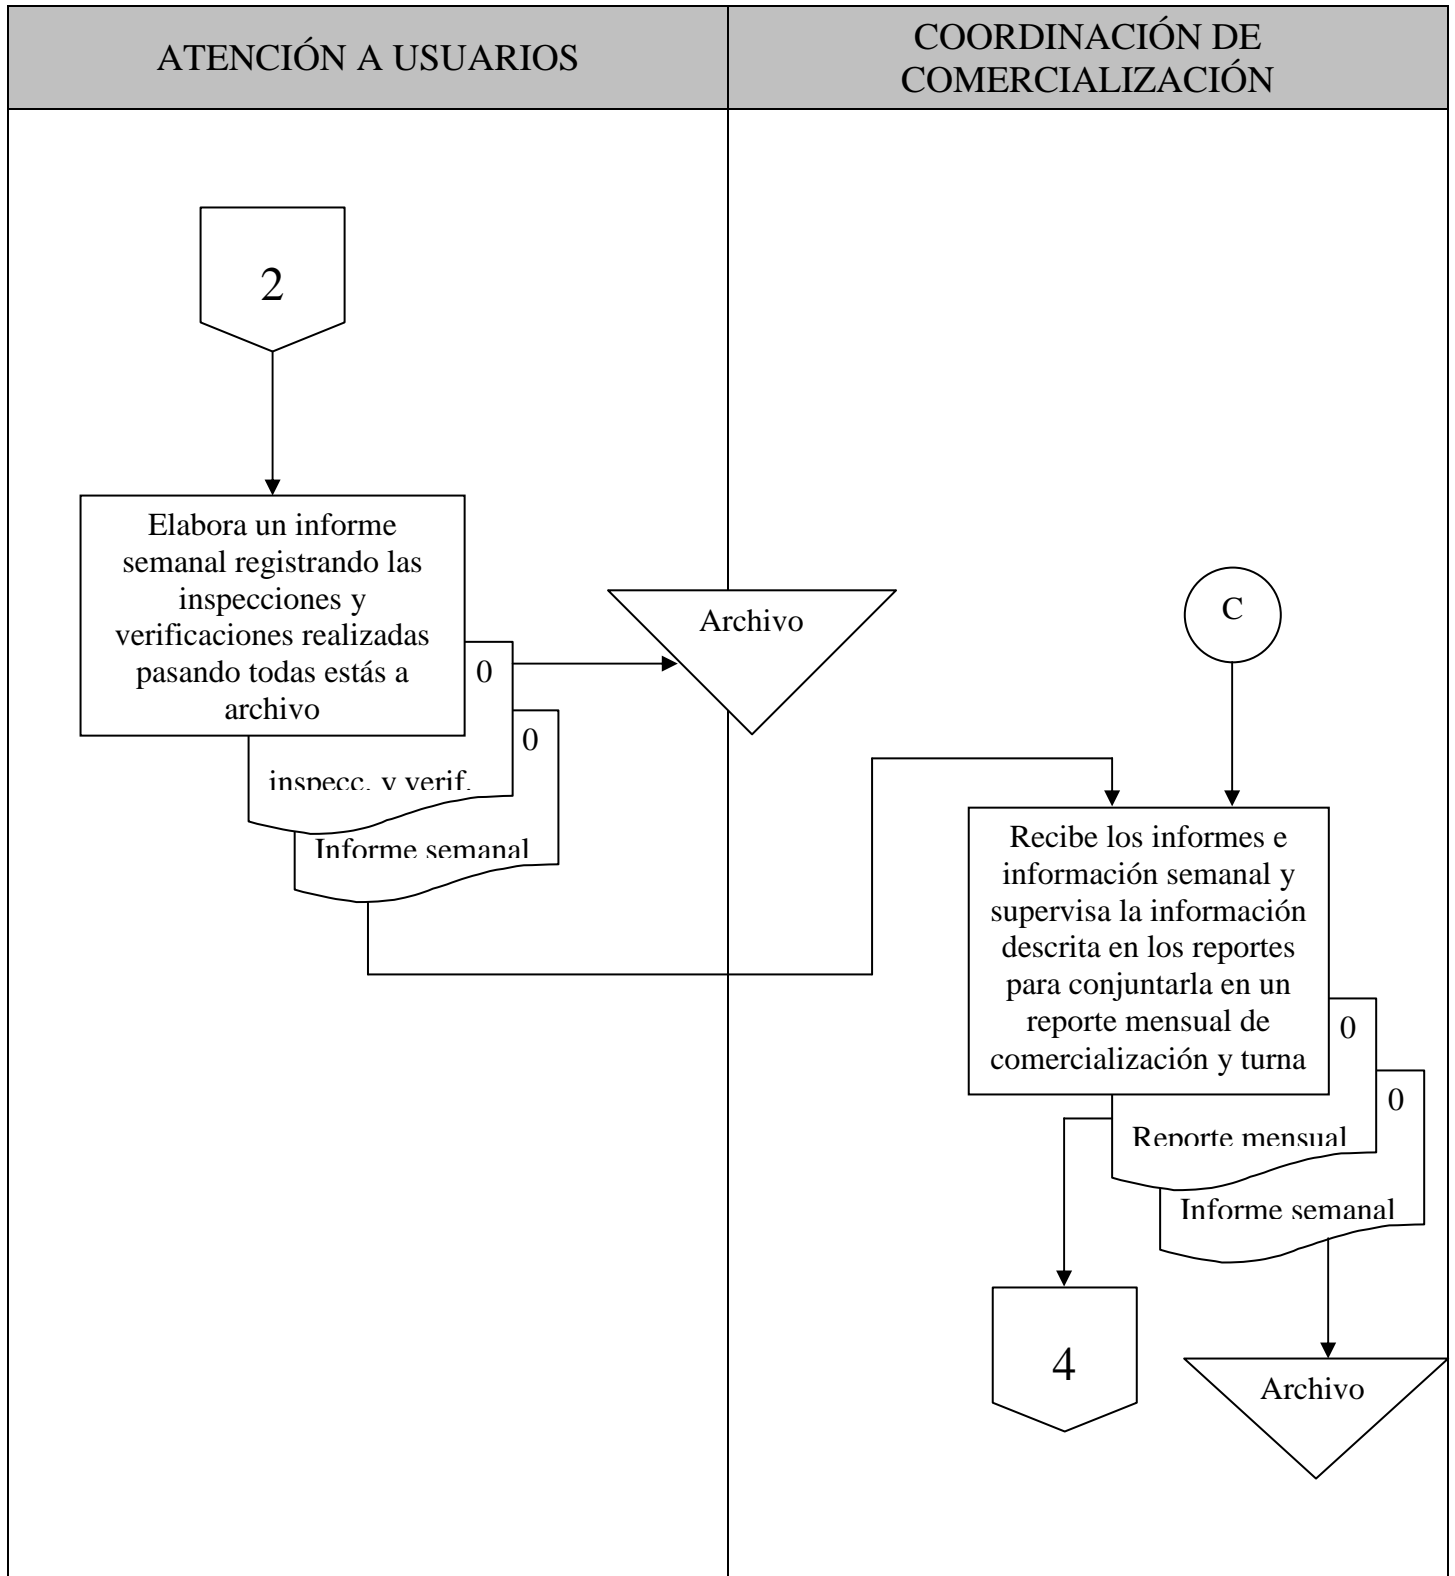 ATENCIÓN A USUARIOS
COORDINACIÓN DE
COMERCIALIZACIÓN
2
Elabora un informe
semanal registrando las
inspecciones y
verificaciones realizadas
pasando todas estás a
archivo
0
inspecc. y verif.
0
Informe semanal
Archivo
C
Recibe los informes e
información semanal y
supervisa la información
descrita en los reportes
para conjuntarla en un
reporte mensual de
comercialización y turna
0
Reporte mensual
0
Informe semanal
4
Archivo